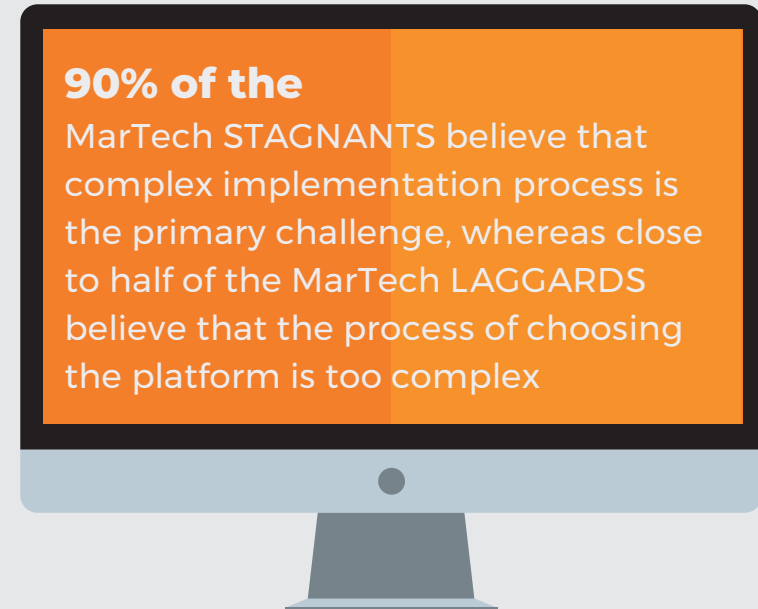 90% of the
MarTech STAGNANTS believe that
complex implementation process is
the primary challenge, whereas close
to half of the MarTech LAGGARDS
believe that the process of choosing
the platform is too complex